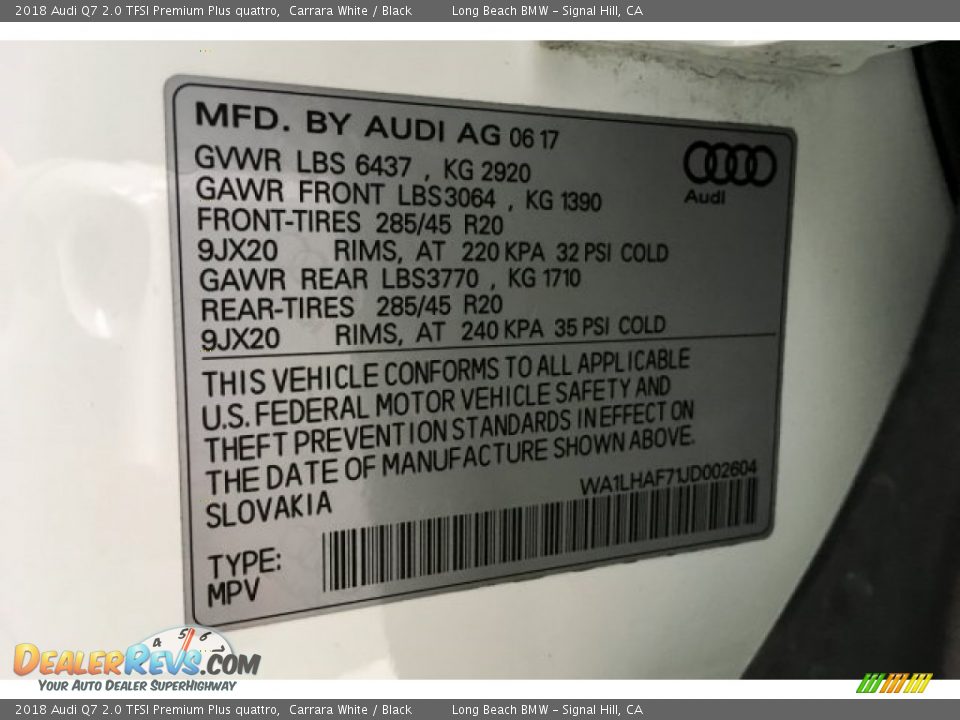 2018 Audi Q7 2.0 TFSI Premium Plus quattro, Carrara White / Black Long Beach BMW - Signal Hill, CA
MFD. BY AUDI AG 06 17
GVWR LBS 6437 , KG 2920
GAWR FRONT LBS3064 , KG 1390
FRONT-TIRES 285/45 R20
9JX20 RIMS, AT 220 KPA 32 PSI COLD
GAWR REAR LBS3770 , KG 1710
REAR-TIRES 285/45 R20
9JX20 RIMS, AT 240 KPA 35 PSI COLD
Audi
THIS VEHICLE CONFORMS TO ALL APPLICABLE
U.S. FEDERAL MOTOR VEHICLE SAFETY AND
THEFT PREVENTION STANDARDS IN EFFECT ON
THE DATE OF MANUFACTURE SHOWN ABOVE.
SLOVAKIA WA1LHAF71JD002604
TYPE:
MPV
4 5 6
DEALERREVS.COM
YOUR AUTO DEALER SUPERHIGHWAY
2018 Audi Q7 2.0 TFSI Premium Plus quattro, Carrara White / Black Long Beach BMW - Signal Hill, CA